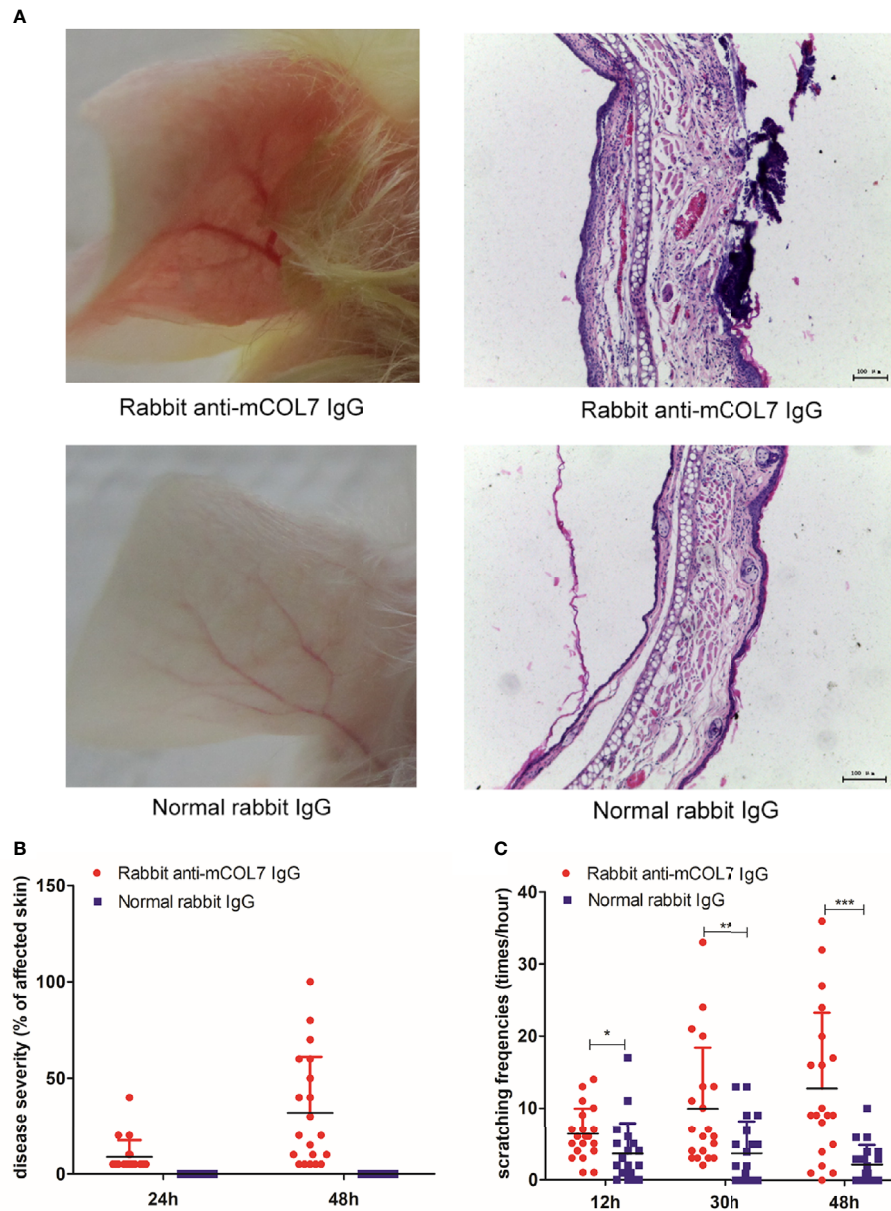 A
100 μm
Rabbit anti-mCOL7 IgG
Rabbit anti-mCOL7 IgG
100 μm
Normal rabbit IgG
Normal rabbit IgG
B
Rabbit anti-mCOL7 IgG
Normal rabbit IgG
disease severity (% of affected skin)
150
100
50
0
24h
48h
C
Rabbit anti-mCOL7 IgG
Normal rabbit IgG
scratching freqencies (times/hour)
40
30
20
10
0
*
**
***
12h
30h
48h